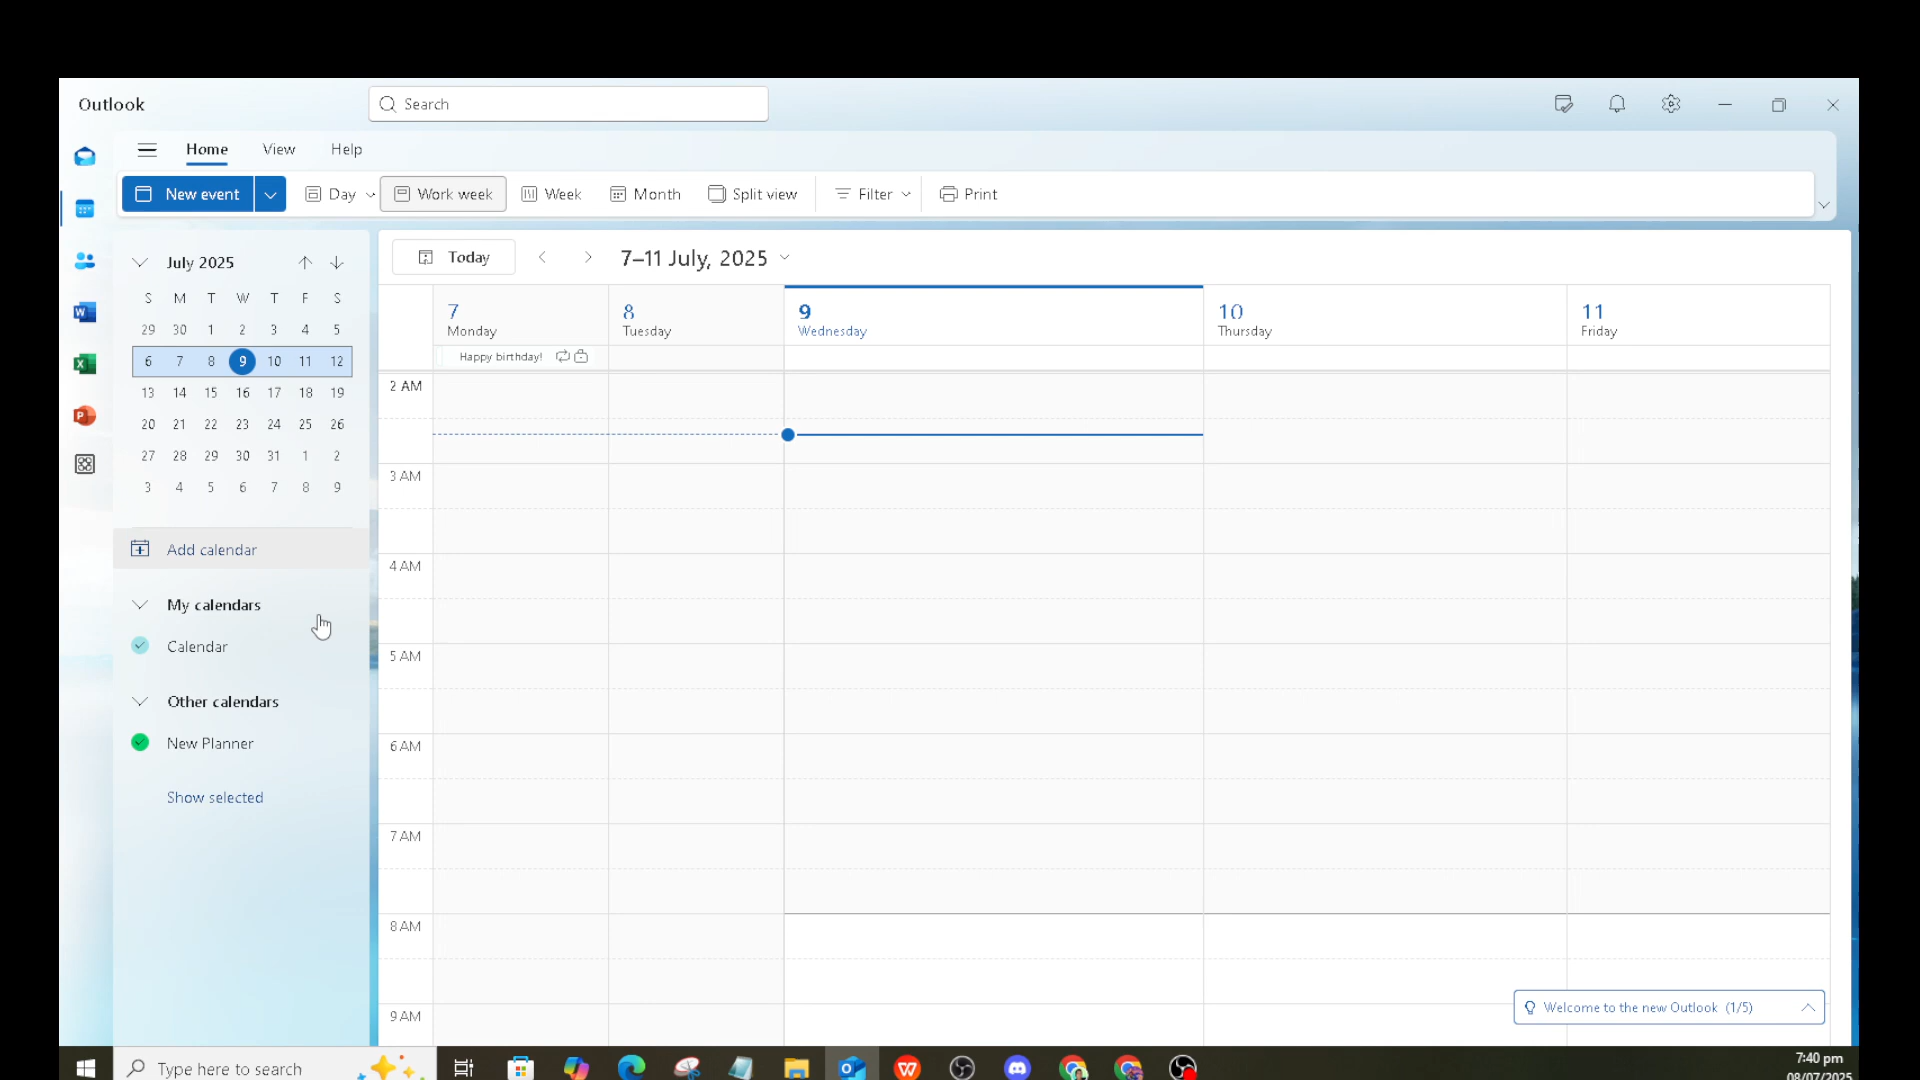 Outlook
Search
Home View Help
New event Day Work week Week Month Split view Filter Print
July 2025
S M T W T F S
29 30 1 2 3 4 5
6 7 8 9 10 11 12
13 14 15 16 17 18 19
20 21 22 23 24 25 26
27 28 29 30 31 1 2
3 4 5 6 7 8 9
Add calendar
My calendars
Calendar
Other calendars
New Planner
Show selected
Today 7–11 July, 2025
7 8 9 10 11
Monday Tuesday Wednesday Thursday Friday
Happy birthday!
2 AM
3 AM
4 AM
5 AM
6 AM
7 AM
8 AM
9 AM
Welcome to the new Outlook (1/5)
Type here to search
7:40 pm
08/07/2025